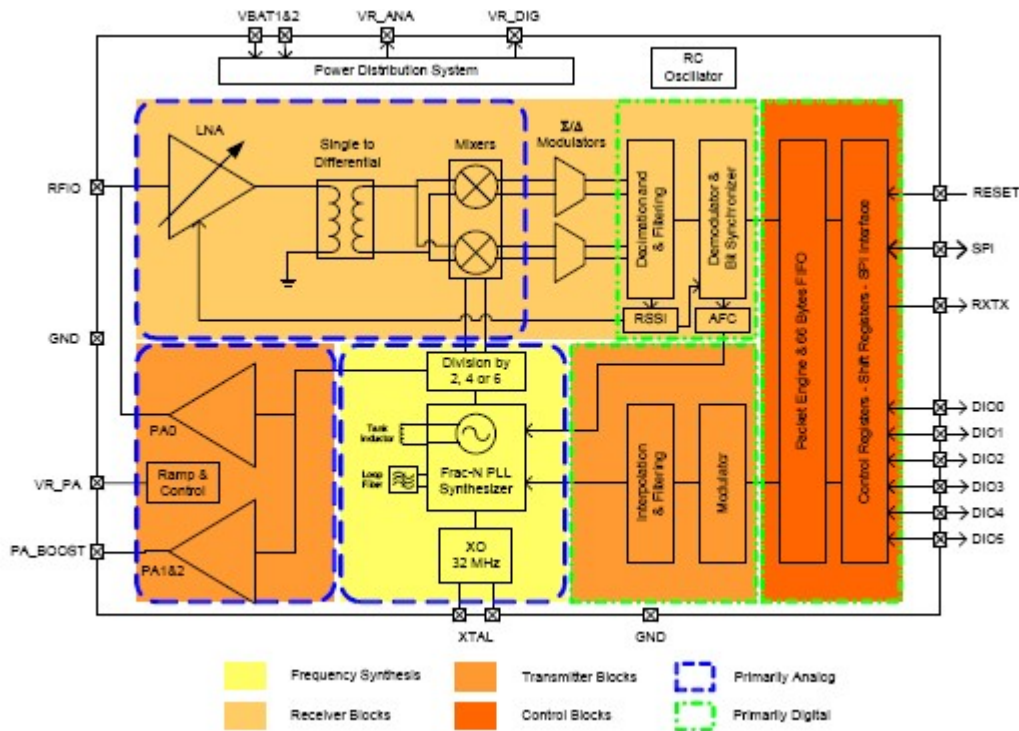 VBAT1&2
VR_ANA
VR_DIG
Power Distribution System
RC
Oscillator
LNA
Single to
Differential
Mixers
Σ/Δ
Modulators
Decimation and
& Filtering
Demodulator &
Bit Synchronizer
RSSI
AFC
Packet Engine & 66 Bytes FIFO
Control Registers - Shift Registers - SPI Interface
RFIO
GND
VR_PA
PA_BOOST
RESET
SPI
RXTX
DIO0
DIO1
DIO2
DIO3
DIO4
DIO5
PA0
Ramp &
Control
PA1&2
Division by
2, 4 or 6
Tank
Inductor
Loop
Filter
Frac-N PLL
Synthesizer
XO
32 MHz
Interpolation
& Filtering
Modulator
XTAL
GND
Frequency Synthesis
Transmitter Blocks
Primarily Analog
Receiver Blocks
Control Blocks
Primarily Digital